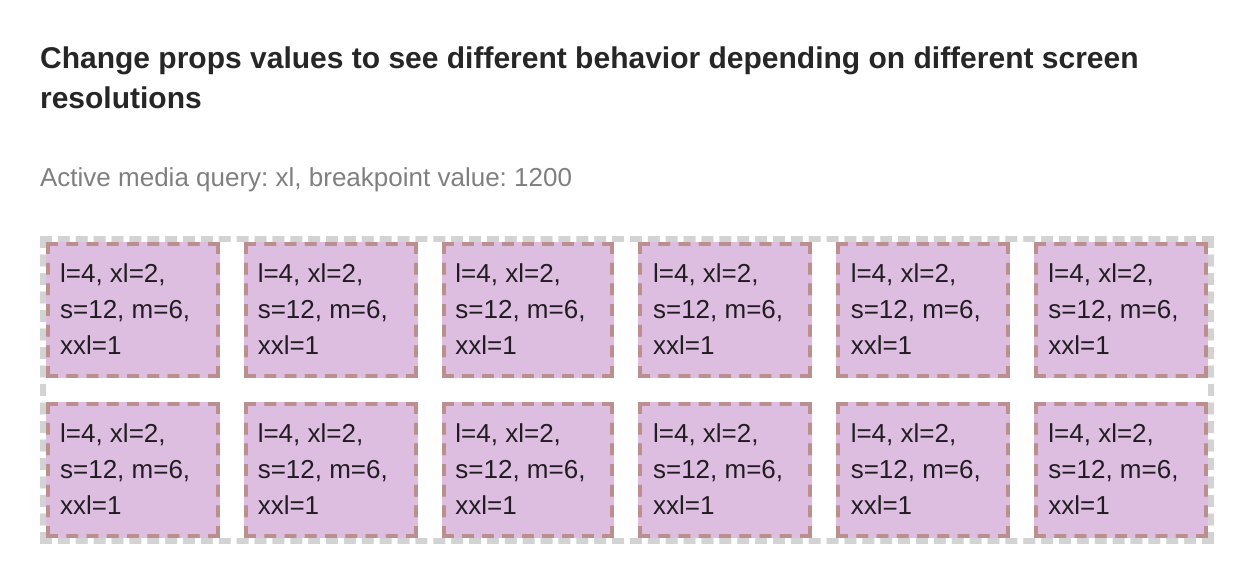 Change props values to see different behavior depending on different screen
resolutions
Active media query: xl, breakpoint value: 1200
l=4, xl=2,
s=12, m=6,
xxl=1
l=4, xl=2,
s=12, m=6,
xxl=1
l=4, xl=2,
s=12, m=6,
xxl=1
l=4, xl=2,
s=12, m=6,
xxl=1
l=4, xl=2,
s=12, m=6,
xxl=1
l=4, xl=2,
s=12, m=6,
xxl=1
l=4, xl=2,
s=12, m=6,
xxl=1
l=4, xl=2,
s=12, m=6,
xxl=1
l=4, xl=2,
s=12, m=6,
xxl=1
l=4, xl=2,
s=12, m=6,
xxl=1
l=4, xl=2,
s=12, m=6,
xxl=1
l=4, xl=2,
s=12, m=6,
xxl=1